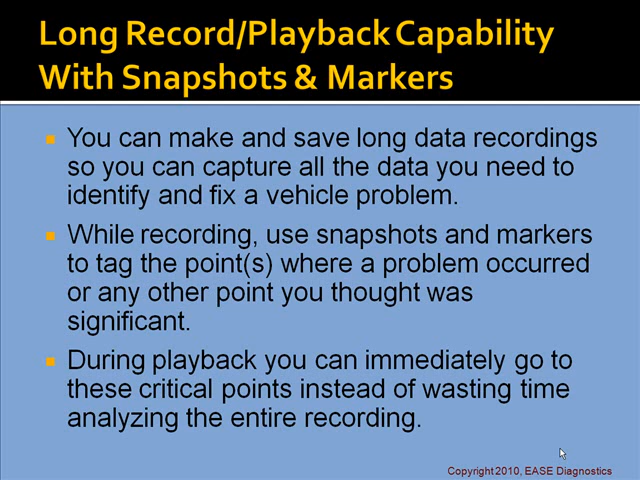 Long Record/Playback Capability
With Snapshots & Markers
You can make and save long data recordings
so you can capture all the data you need to
identify and fix a vehicle problem.
While recording, use snapshots and markers
to tag the point(s) where a problem occurred
or any other point you thought was
significant.
During playback you can immediately go to
these critical points instead of wasting time
analyzing the entire recording.
Copyright 2010, EASE Diagnostics